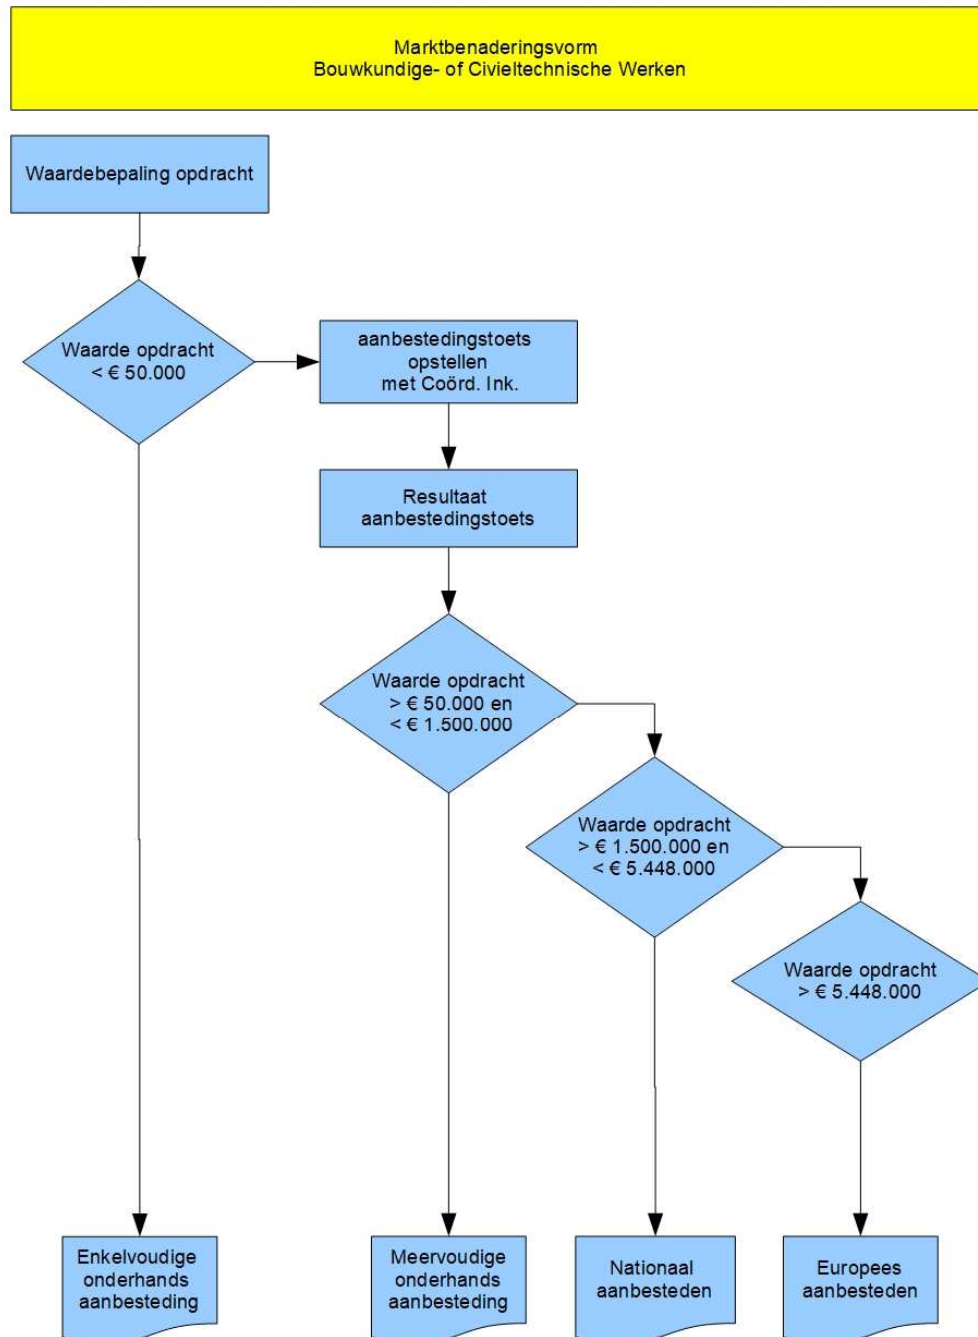 Marktbenaderingsvorm
Bouwkundige- of Civieltechnische Werken
Waardebepaling opdracht
Waarde opdracht
< € 50.000
aanbestedingstoets
opstellen
met Coörd. Ink.
Resultaat
aanbestedingstoets
Waarde opdracht
> € 50.000 en
< € 1.500.000
Waarde opdracht
> € 1.500.000 en
< € 5.448.000
Waarde opdracht
> € 5.448.000
Enkelvoudige
onderhands
aanbesteding
Meervoudige
onderhands
aanbesteding
Nationaal
aanbesteden
Europees
aanbesteden